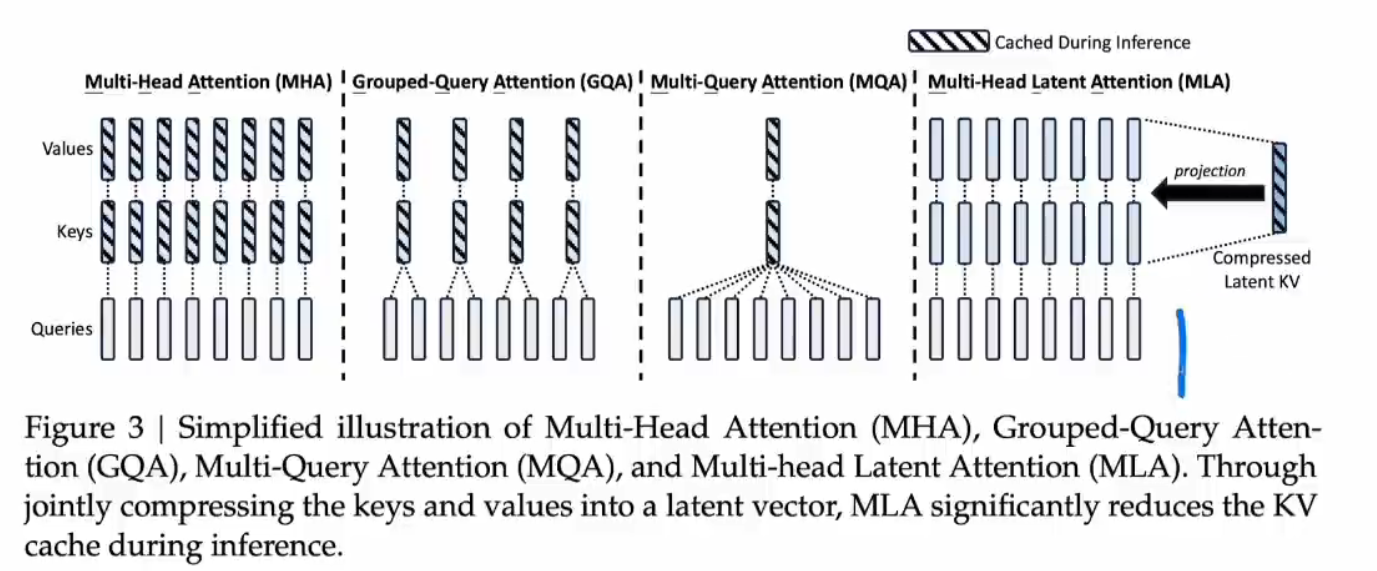 Cached During Inference
Multi-Head Attention (MHA)
Grouped-Query Attention (GQA)
Multi-Query Attention (MQA)
Multi-Head Latent Attention (MLA)
Values
projection
Keys
Compressed
Latent KV
Queries
Figure 3 | Simplified illustration of Multi-Head Attention (MHA), Grouped-Query Atten-
tion (GQA), Multi-Query Attention (MQA), and Multi-head Latent Attention (MLA). Through
jointly compressing the keys and values into a latent vector, MLA significantly reduces the KV
cache during inference.